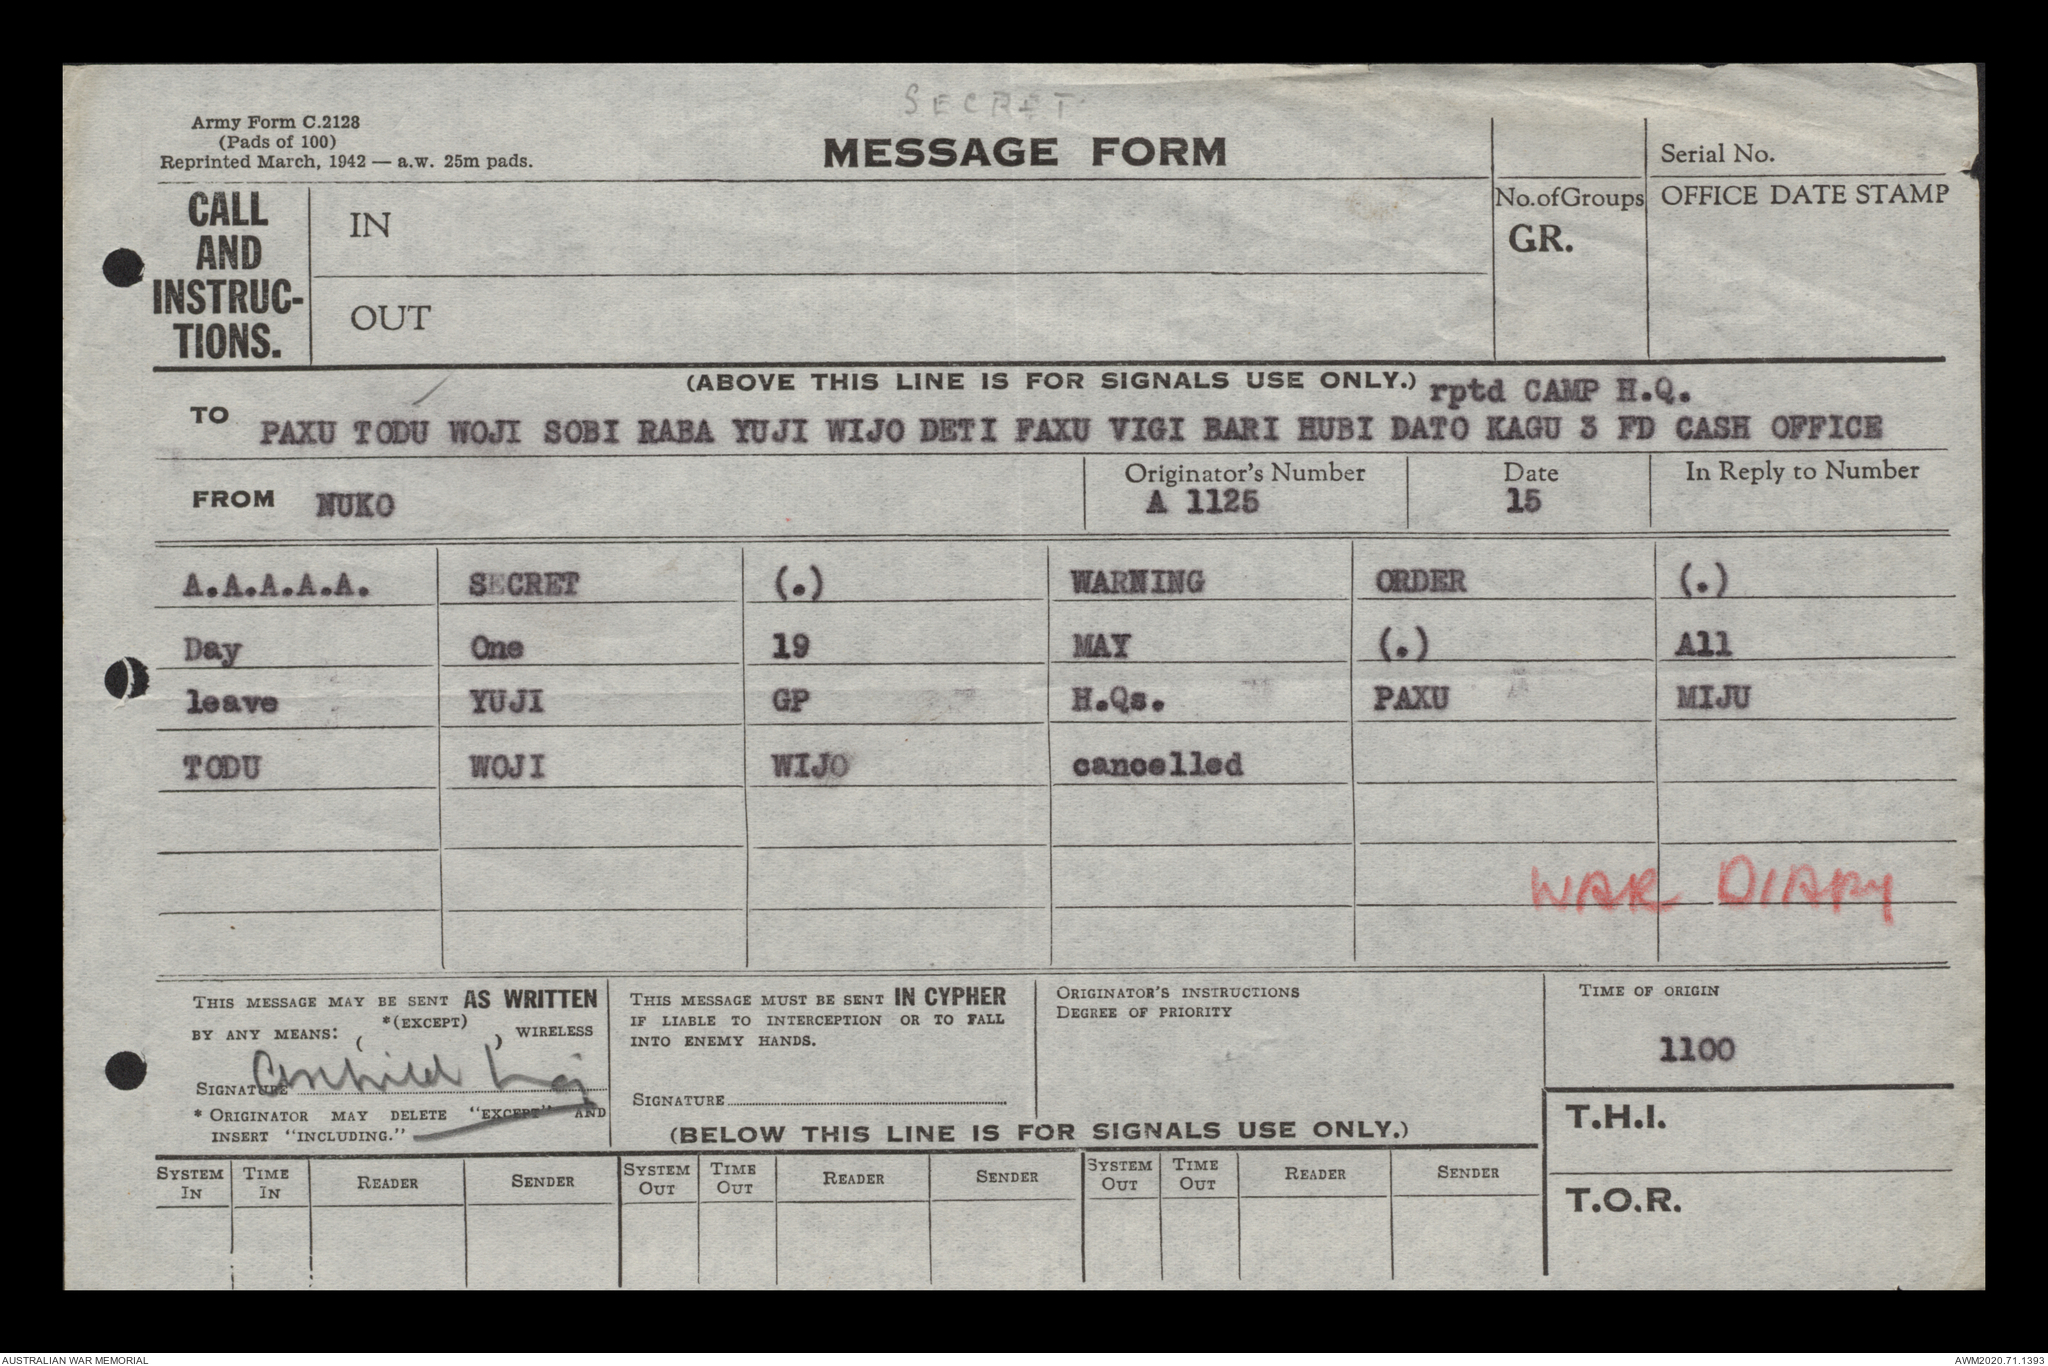 SECRET
Army Form C.2128
(Pads of 100)
Reprinted March, 1942 — a.w. 25m pads.
MESSAGE FORM
Serial No.
CALL AND INSTRUC- TIONS.
IN
No. of Groups
GR.
OFFICE DATE STAMP
OUT
(ABOVE THIS LINE IS FOR SIGNALS USE ONLY.) rptd CAMP H.Q.
TO PAXU TODU WOJI SOBI RABA YUJI WIJO DETI FAXU VIGI BARI HUBI DATO KAGU 3 FD CASH OFFICE
FROM NUKO
Originator's Number
A 1125
Date
15
In Reply to Number
A.A.A.A.A. SECRET (.) WARNING ORDER (.)
Day One 19 MAY (.) All
leave YUJI GP H.Qs. PAXU MIJU
TODU WOJI WIJO cancelled
WAR DIARY
THIS MESSAGE MAY BE SENT AS WRITTEN
BY ANY MEANS: *(EXCEPT) ( ) WIRELESS
SIGNATURE
* ORIGINATOR MAY DELETE "EXCEPT" AND
INSERT "INCLUDING."
THIS MESSAGE MUST BE SENT IN CYPHER
IF LIABLE TO INTERCEPTION OR TO FALL
INTO ENEMY HANDS.
SIGNATURE
ORIGINATOR'S INSTRUCTIONS
DEGREE OF PRIORITY
TIME OF ORIGIN
1100
T.H.I.
(BELOW THIS LINE IS FOR SIGNALS USE ONLY.)
SYSTEM IN TIME IN READER SENDER SYSTEM OUT TIME OUT READER SENDER SYSTEM OUT TIME OUT READER SENDER
T.O.R.
AUSTRALIAN WAR MEMORIAL
AWM2020.71.1393